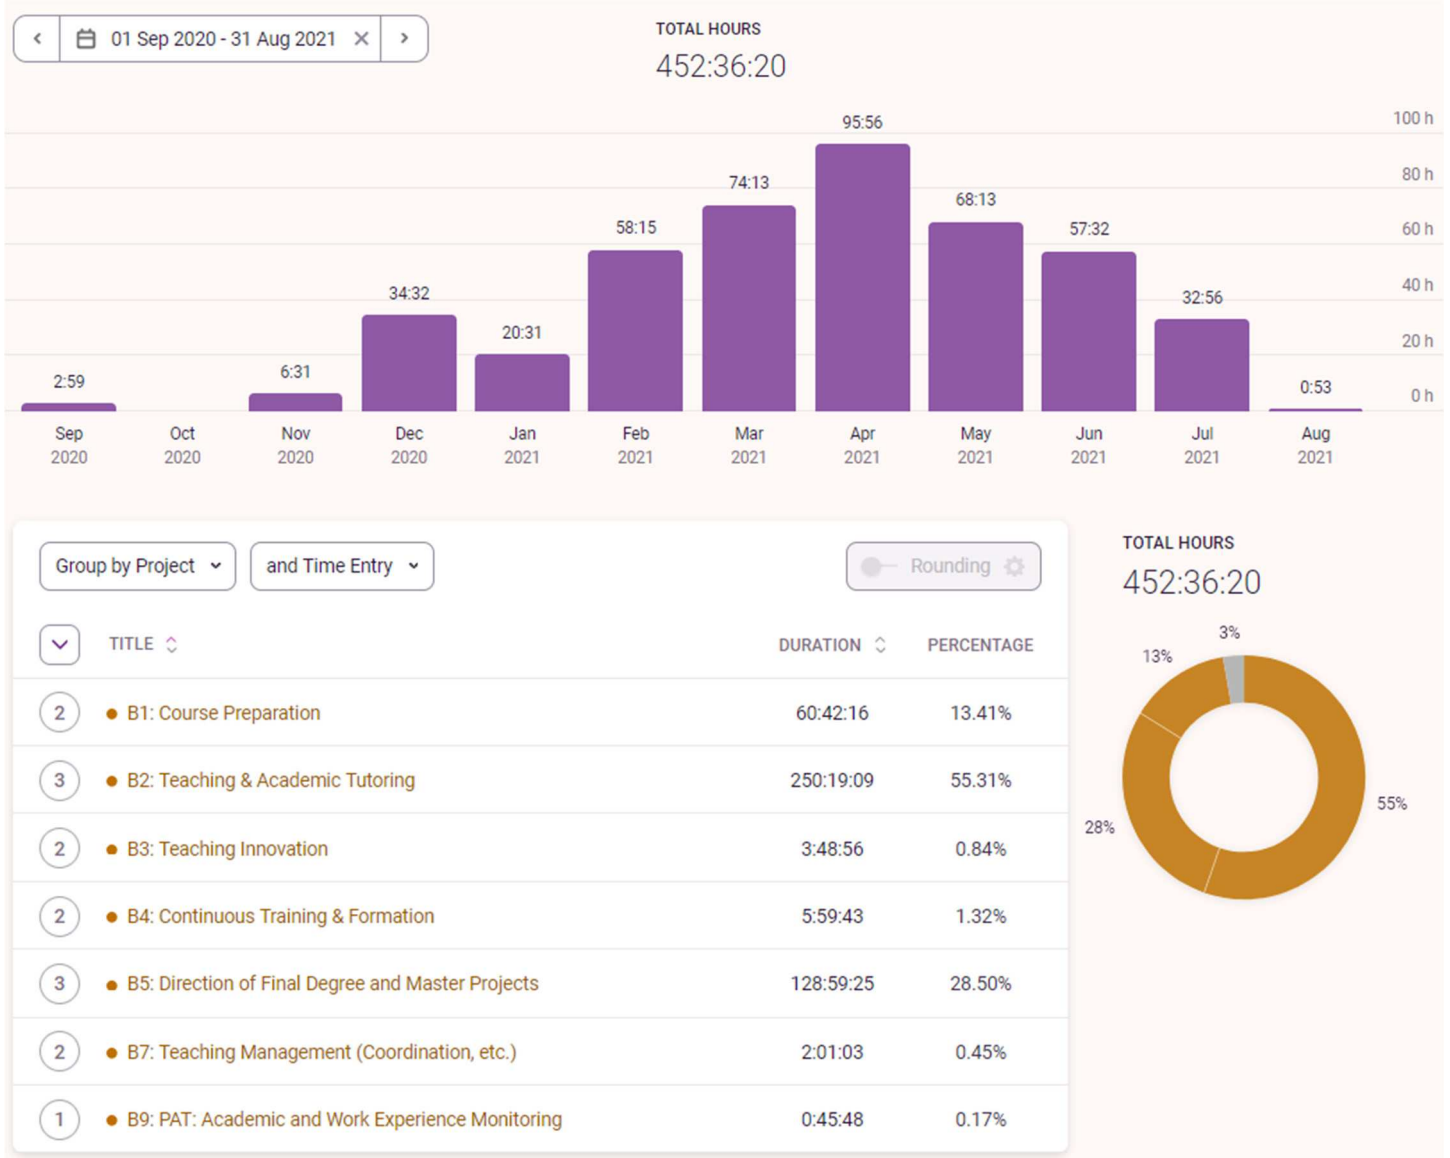 01 Sep 2020 - 31 Aug 2021
TOTAL HOURS
452:36:20
100 h
80 h
60 h
40 h
20 h
0 h
2:59
6:31
34:32
20:31
58:15
74:13
95:56
68:13
57:32
32:56
0:53
Sep Oct Nov Dec Jan Feb Mar Apr May Jun Jul Aug
2020 2020 2020 2020 2021 2021 2021 2021 2021 2021 2021 2021
Group by Project and Time Entry Rounding
TITLE DURATION PERCENTAGE
2 B1: Course Preparation 60:42:16 13.41%
3 B2: Teaching & Academic Tutoring 250:19:09 55.31%
2 B3: Teaching Innovation 3:48:56 0.84%
2 B4: Continuous Training & Formation 5:59:43 1.32%
3 B5: Direction of Final Degree and Master Projects 128:59:25 28.50%
2 B7: Teaching Management (Coordination, etc.) 2:01:03 0.45%
1 B9: PAT: Academic and Work Experience Monitoring 0:45:48 0.17%
TOTAL HOURS
452:36:20
3%
13%
55%
28%